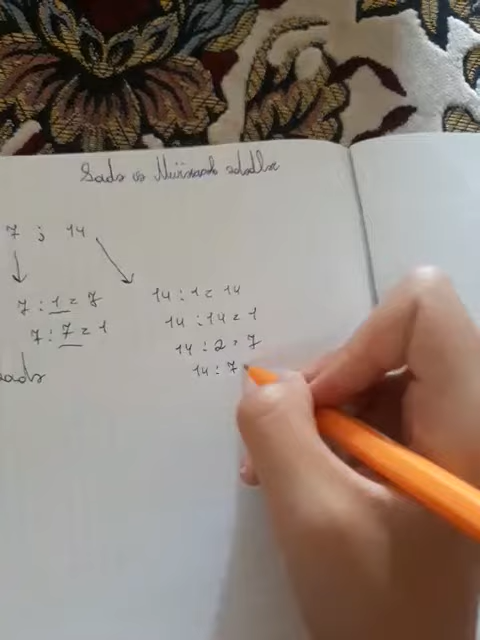 Sadə və Mürəkkəb ədədlər
7 ; 14
7 : 1 = 7
7 : 7 = 1
14 : 1 = 14
14 : 14 = 1
14 : 2 = 7
14 : 7